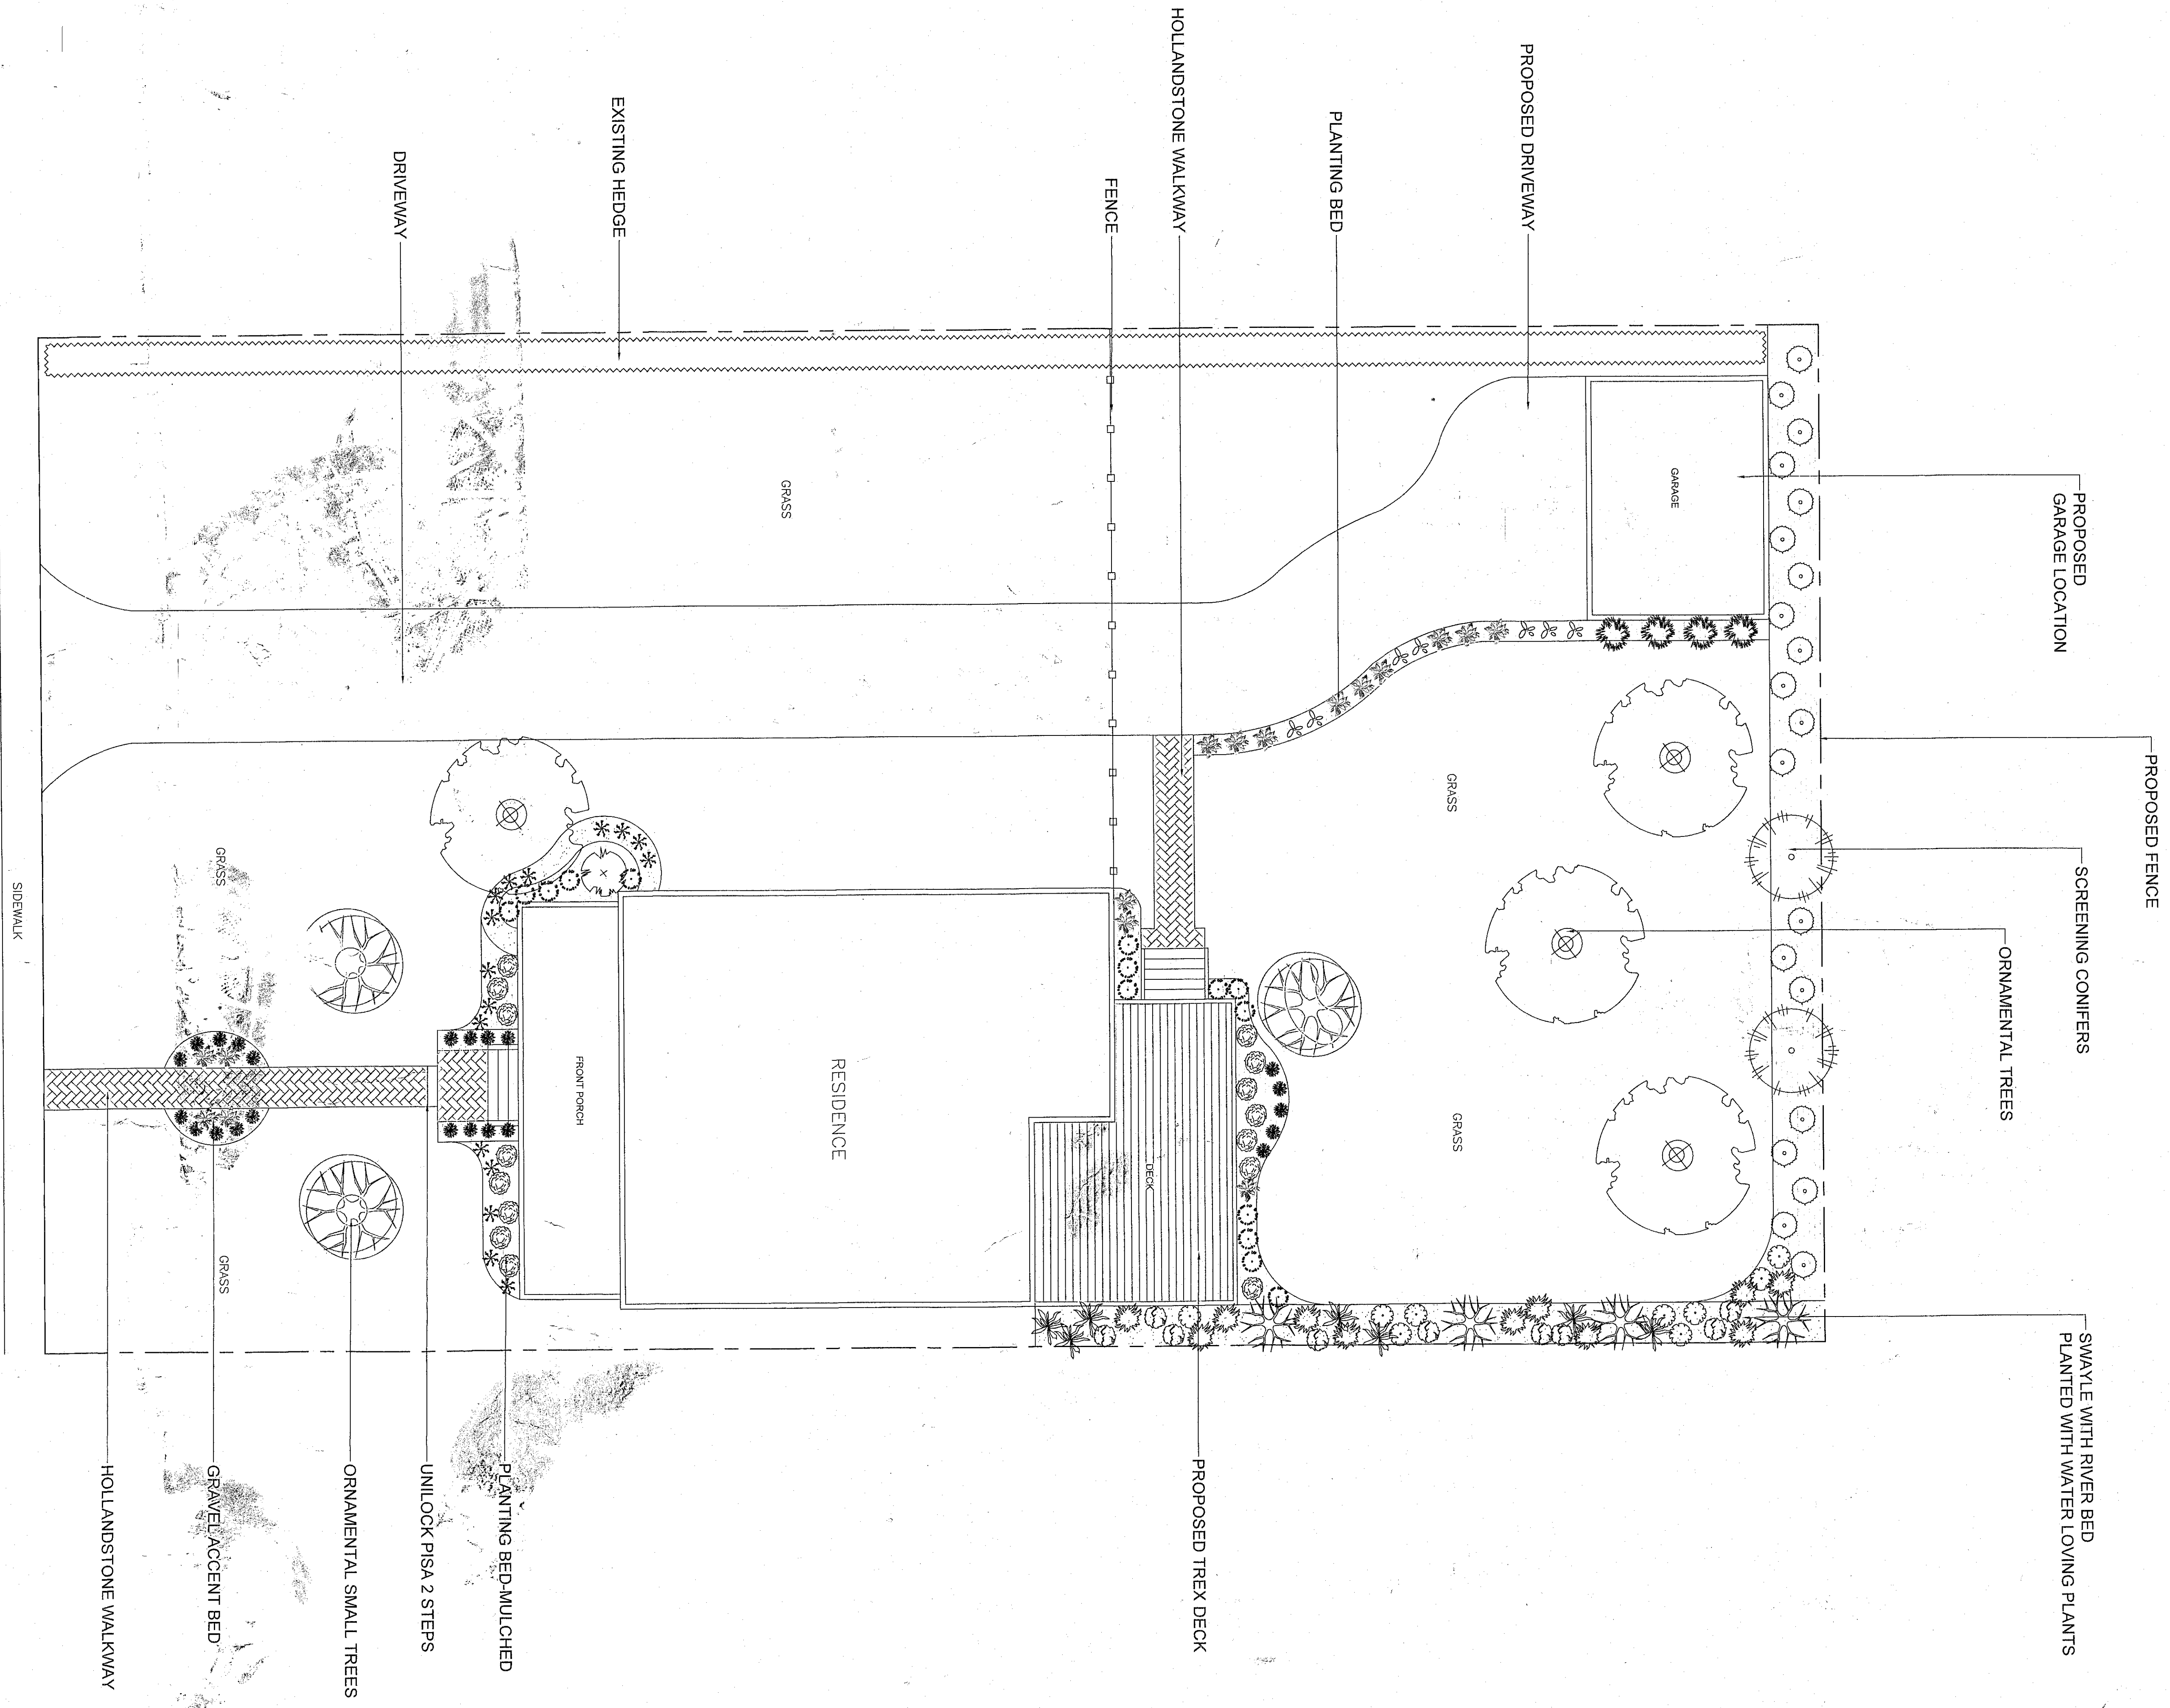 PROPOSED FENCE
PROPOSED
GARAGE LOCATION
SCREENING CONIFERS
SWAYLE WITH RIVER BED
PLANTED WITH WATER LOVING PLANTS
ORNAMENTAL TREES
GARAGE
PROPOSED DRIVEWAY
GRASS
GRASS
PLANTING BED
HOLLANDSTONE WALKWAY
PROPOSED TREX DECK
DECK
FENCE
RESIDENCE
GRASS
EXISTING HEDGE
FRONT PORCH
PLANTING BED-MULCHED
UNILOCK PISA 2 STEPS
DRIVEWAY
ORNAMENTAL SMALL TREES
GRASS
GRASS
GRAVEL ACCENT BED
HOLLANDSTONE WALKWAY
SIDEWALK